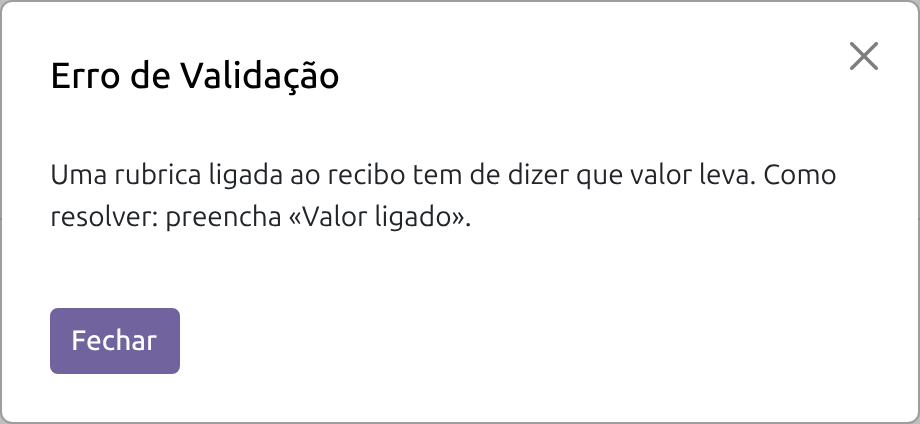 Erro de Validação
Uma rubrica ligada ao recibo tem de dizer que valor leva. Como
resolver: preencha «Valor ligado».
Fechar